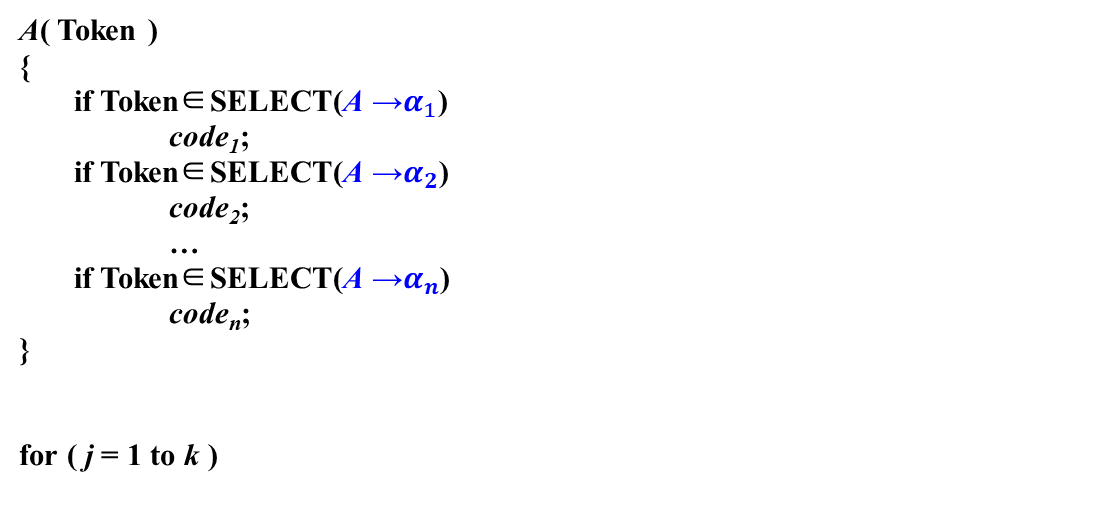 A( Token )
{
if Token∈SELECT(A →α₁)
code₁;
if Token∈SELECT(A →α₂)
code₂;
…
if Token∈SELECT(A →αₙ)
codeₙ;
}
for ( j = 1 to k )